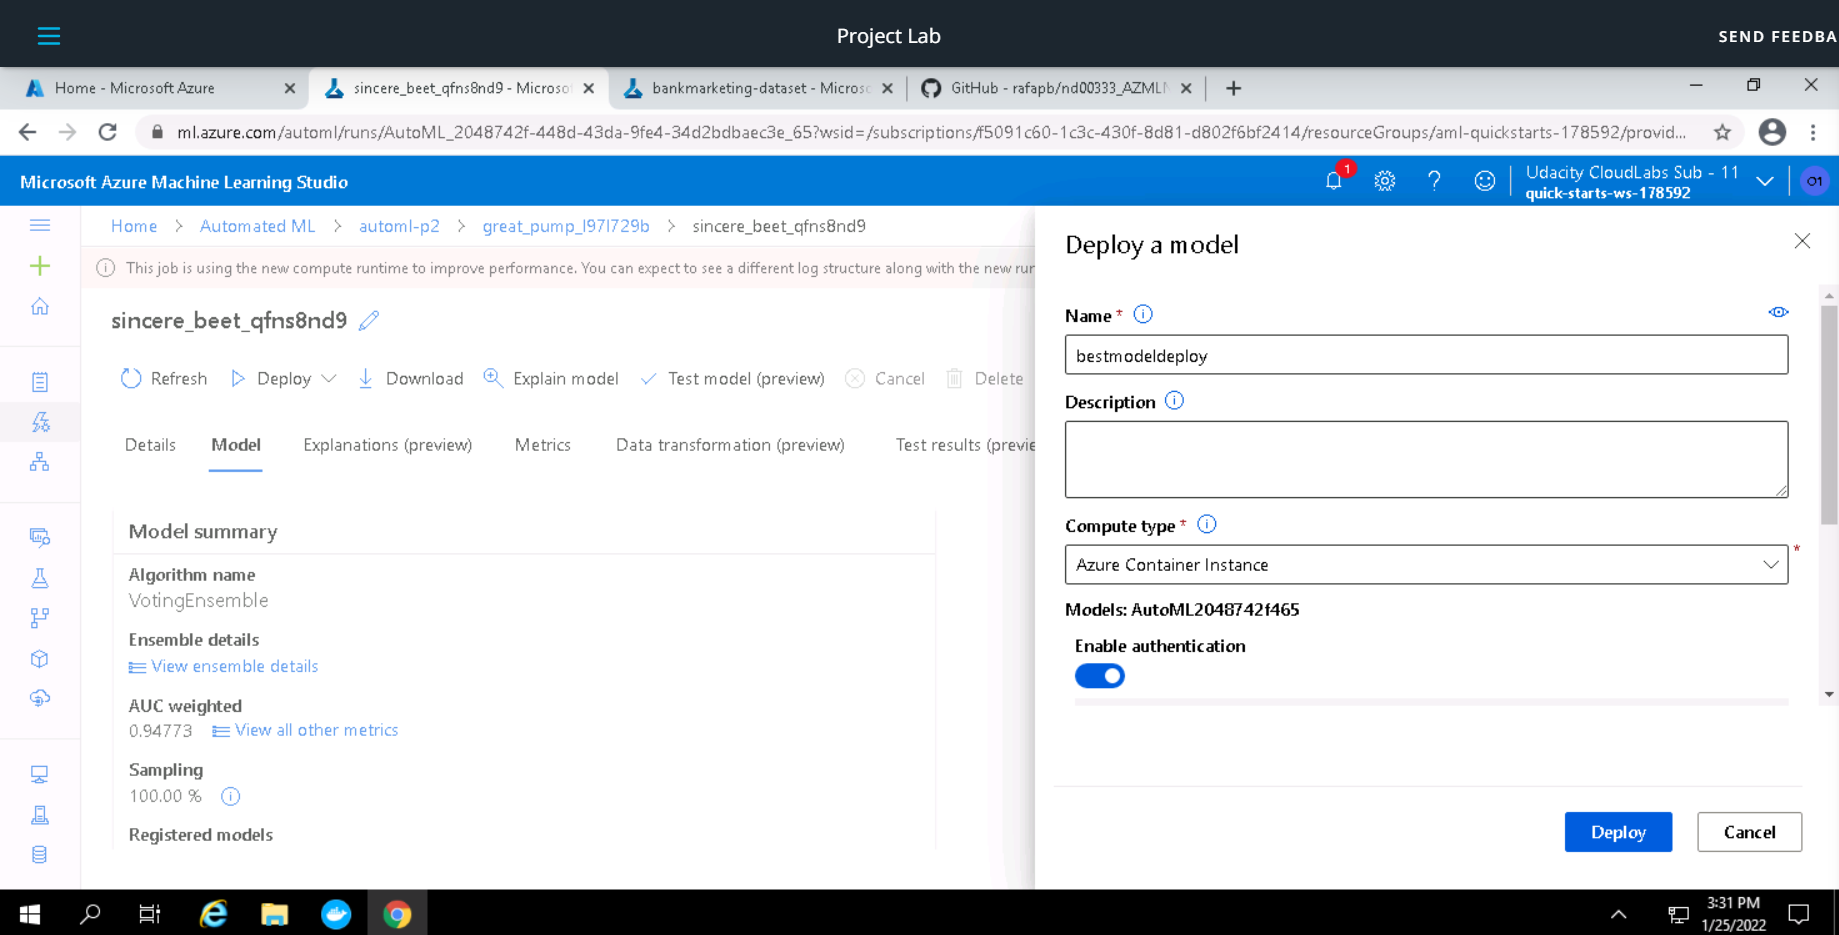 Project Lab
SEND FEEDBA
Home - Microsoft Azure
sincere_beet_qfns8nd9 - Microsof
bankmarketing-dataset - Microso
GitHub - rafapb/nd00333_AZMLN
ml.azure.com/automl/runs/AutoML_2048742f-448d-43da-9fe4-34d2bdbaec3e_65?wsid=/subscriptions/f5091c60-1c3c-430f-8d81-d802f6bf2414/resourceGroups/aml-quickstarts-178592/provid...
Microsoft Azure Machine Learning Studio
1
Udacity CloudLabs Sub - 11
quick-starts-ws-178592
O1
Home > Automated ML > automl-p2 > great_pump_l97l729b > sincere_beet_qfns8nd9
This job is using the new compute runtime to improve performance. You can expect to see a different log structure along with the new run
sincere_beet_qfns8nd9
Refresh Deploy Download Explain model Test model (preview) Cancel Delete
Details Model Explanations (preview) Metrics Data transformation (preview) Test results (previe
Model summary
Algorithm name
VotingEnsemble
Ensemble details
View ensemble details
AUC weighted
0.94773 View all other metrics
Sampling
100.00 %
Registered models
Deploy a model
Name *
bestmodeldeploy
Description
Compute type *
Azure Container Instance
*
Models: AutoML2048742f465
Enable authentication
Deploy
Cancel
3:31 PM
1/25/2022